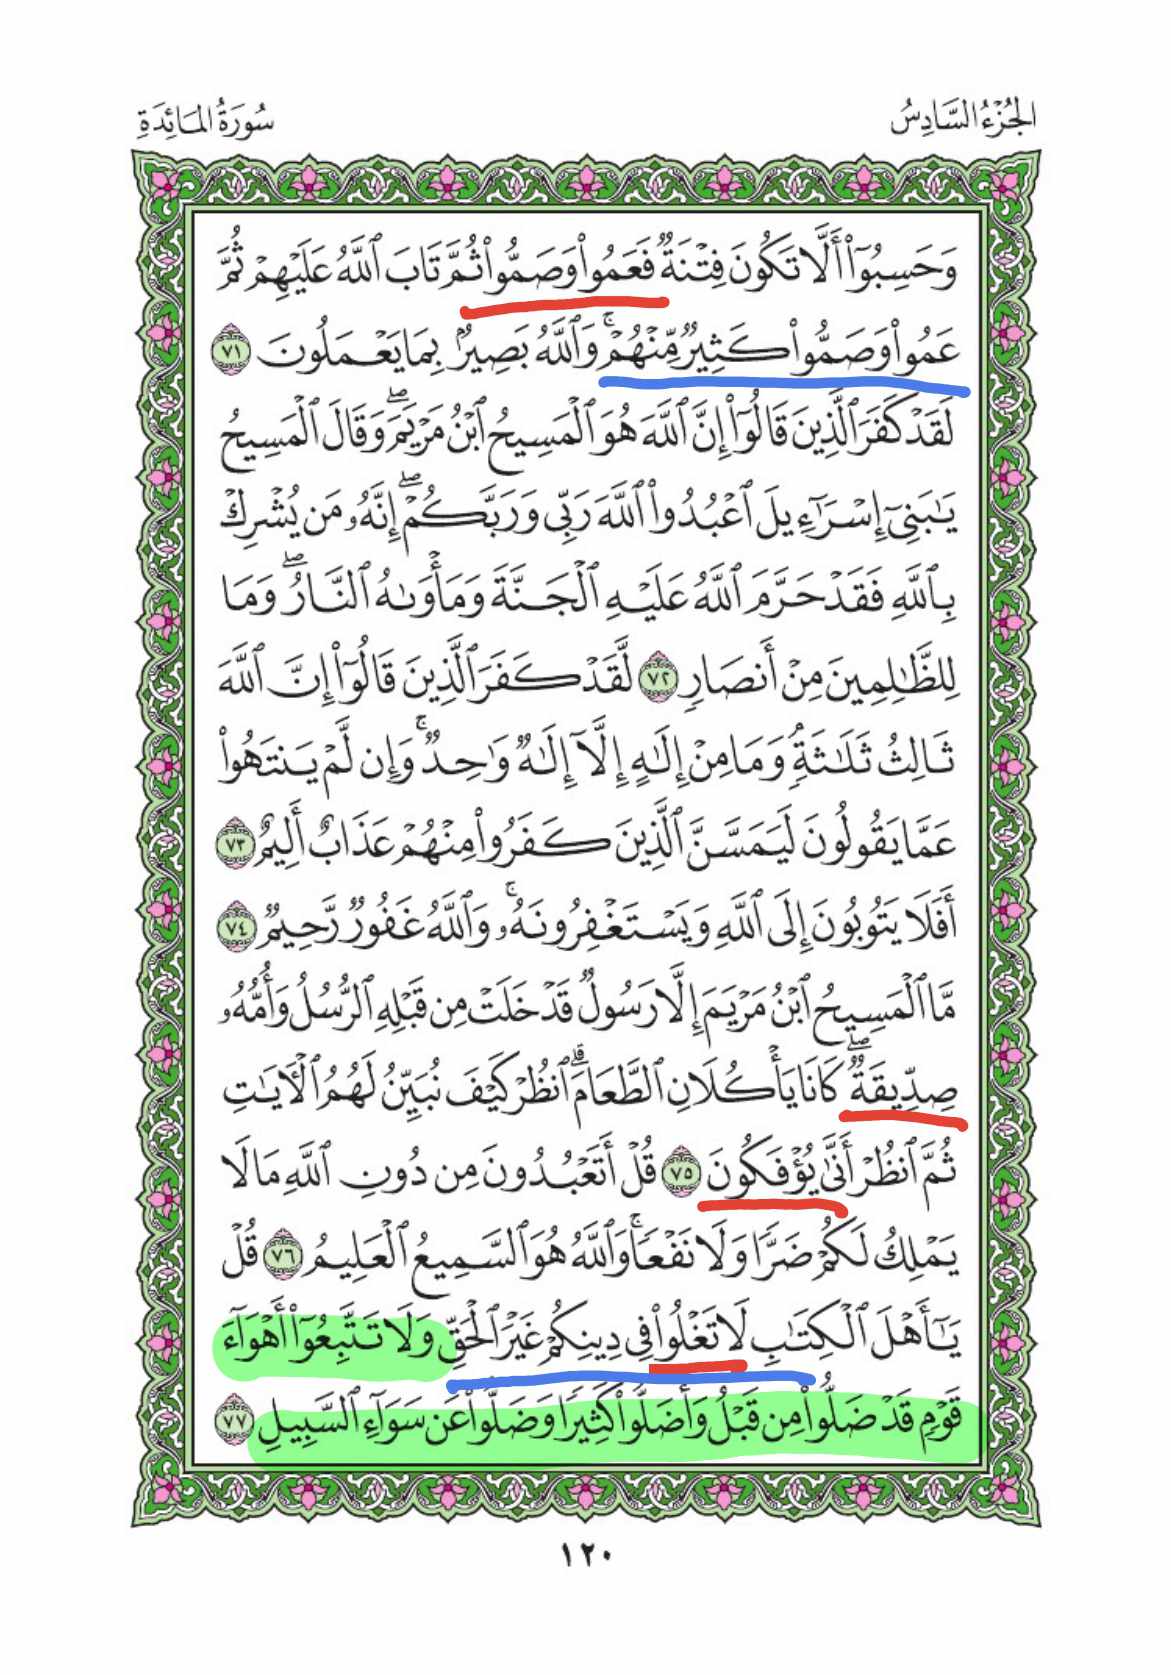 الجُزْءُ السَّادِسُ
سُورَةُ المَائِدَةِ
وَحَسِبُوٓاْ أَلَّا تَكُونَ فِتۡنَةٞ فَعَمُواْ وَصَمُّواْ ثُمَّ تَابَ ٱللَّهُ عَلَيۡهِمۡ ثُمَّ
عَمُواْ وَصَمُّواْ كَثِيرٞ مِّنۡهُمۡۚ وَٱللَّهُ بَصِيرُۢ بِمَا يَعۡمَلُونَ ٧١
لَقَدۡ كَفَرَ ٱلَّذِينَ قَالُوٓاْ إِنَّ ٱللَّهَ هُوَ ٱلۡمَسِيحُ ٱبۡنُ مَرۡيَمَۖ وَقَالَ ٱلۡمَسِيحُ
يَٰبَنِيٓ إِسۡرَٰٓءِيلَ ٱعۡبُدُواْ ٱللَّهَ رَبِّي وَرَبَّكُمۡۖ إِنَّهُۥ مَن يُشۡرِكۡ
بِٱللَّهِ فَقَدۡ حَرَّمَ ٱللَّهُ عَلَيۡهِ ٱلۡجَنَّةَ وَمَأۡوَىٰهُ ٱلنَّارُۖ وَمَا
لِلظَّٰلِمِينَ مِنۡ أَنصَارٖ ٧٢ لَّقَدۡ كَفَرَ ٱلَّذِينَ قَالُوٓاْ إِنَّ ٱللَّهَ
ثَالِثُ ثَلَٰثَةٖۘ وَمَا مِنۡ إِلَٰهٍ إِلَّآ إِلَٰهٞ وَٰحِدٞۚ وَإِن لَّمۡ يَنتَهُواْ
عَمَّا يَقُولُونَ لَيَمَسَّنَّ ٱلَّذِينَ كَفَرُواْ مِنۡهُمۡ عَذَابٌ أَلِيمٌ ٧٣
أَفَلَا يَتُوبُونَ إِلَى ٱللَّهِ وَيَسۡتَغۡفِرُونَهُۥۚ وَٱللَّهُ غَفُورٞ رَّحِيمٞ ٧٤
مَّا ٱلۡمَسِيحُ ٱبۡنُ مَرۡيَمَ إِلَّا رَسُولٞ قَدۡ خَلَتۡ مِن قَبۡلِهِ ٱلرُّسُلُ وَأُمُّهُۥ
صِدِّيقَةٞۖ كَانَا يَأۡكُلَانِ ٱلطَّعَامَۗ ٱنظُرۡ كَيۡفَ نُبَيِّنُ لَهُمُ ٱلۡأٓيَٰتِ
ثُمَّ ٱنظُرۡ أَنَّىٰ يُؤۡفَكُونَ ٧٥ قُلۡ أَتَعۡبُدُونَ مِن دُونِ ٱللَّهِ مَا لَا
يَمۡلِكُ لَكُمۡ ضَرّٗا وَلَا نَفۡعٗاۚ وَٱللَّهُ هُوَ ٱلسَّمِيعُ ٱلۡعَلِيمُ ٧٦ قُلۡ
يَٰٓأَهۡلَ ٱلۡكِتَٰبِ لَا تَغۡلُواْ فِي دِينِكُمۡ غَيۡرَ ٱلۡحَقِّ وَلَا تَتَّبِعُوٓاْ أَهۡوَآءَ
قَوۡمٖ قَدۡ ضَلُّواْ مِن قَبۡلُ وَأَضَلُّواْ كَثِيرٗا وَضَلُّواْ عَن سَوَآءِ ٱلسَّبِيلِ ٧٧
١٢٠